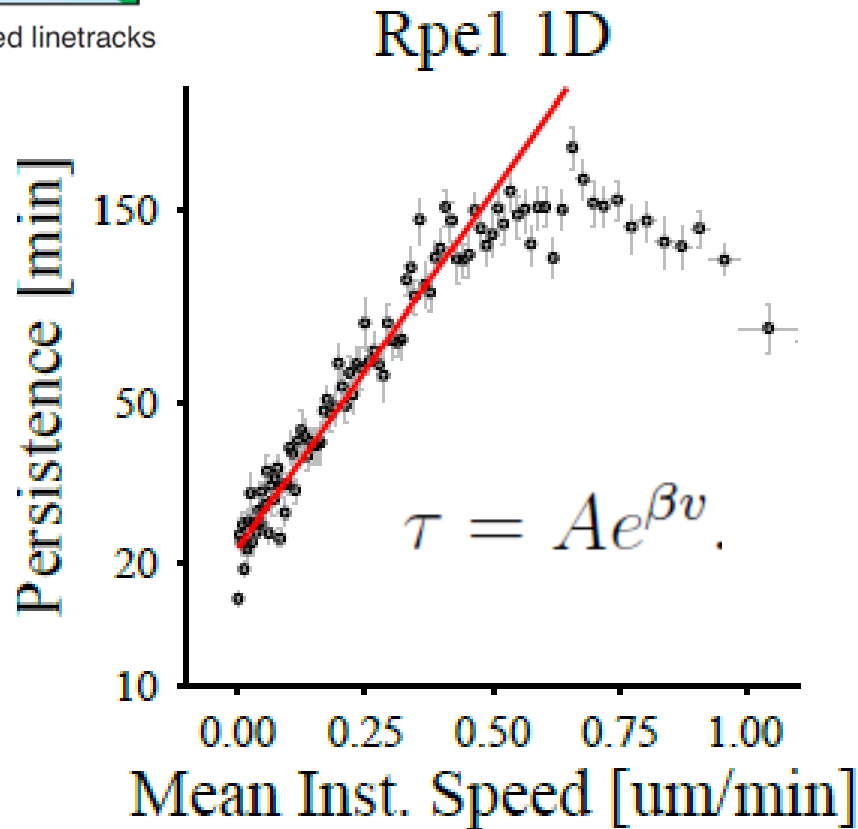 ed linetracks
Rpe1 1D
Persistence [min]
150
50
20
10
τ = Ae^{βv}.
0.00 0.25 0.50 0.75 1.00
Mean Inst. Speed [um/min]